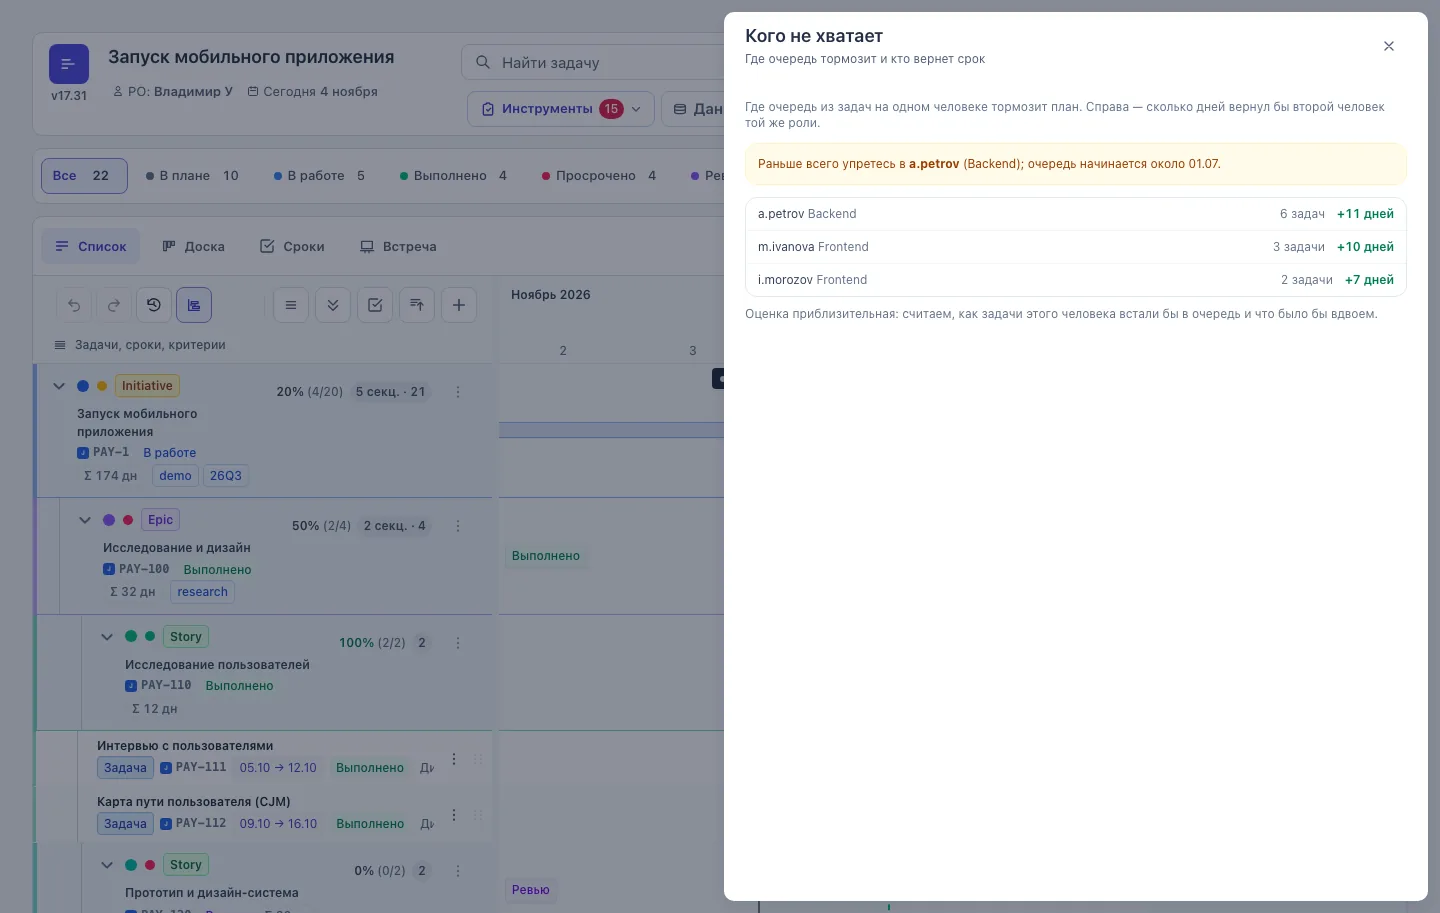 Запуск мобильного приложения
v17.31
PO: Владимир У
Сегодня 4 ноября
Найти задачу
Инструменты 15
Дан
Все 22
В плане 10
В работе 5
Выполнено 4
Просрочено 4
Рев
Список
Доска
Сроки
Встреча
Ноябрь 2026
Задачи, сроки, критерии
2
3
Initiative
20% (4/20)
5 секц. · 21
Запуск мобильного
приложения
PAY-1 В работе
Σ 174 дн
demo
26Q3
Epic
50% (2/4)
2 секц. · 4
Исследование и дизайн
PAY-100 Выполнено
Σ 32 дн
research
Выполнено
Story
100% (2/2)
2
Исследование пользователей
PAY-110 Выполнено
Σ 12 дн
Интервью с пользователями
Задача PAY-111 05.10 → 12.10 Выполнено Ди
Карта пути пользователя (CJM)
Задача PAY-112 09.10 → 16.10 Выполнено Ди
Story
0% (0/2)
2
Прототип и дизайн-система
Ревью
Кого не хватает
Где очередь тормозит и кто вернет срок
Где очередь из задач на одном человеке тормозит план. Справа — сколько дней вернул бы второй человек
той же роли.
Раньше всего упретесь в a.petrov (Backend); очередь начинается около 01.07.
a.petrov Backend 6 задач +11 дней
m.ivanova Frontend 3 задачи +10 дней
i.morozov Frontend 2 задачи +7 дней
Оценка приблизительная: считаем, как задачи этого человека встали бы в очередь и что было бы вдвоем.